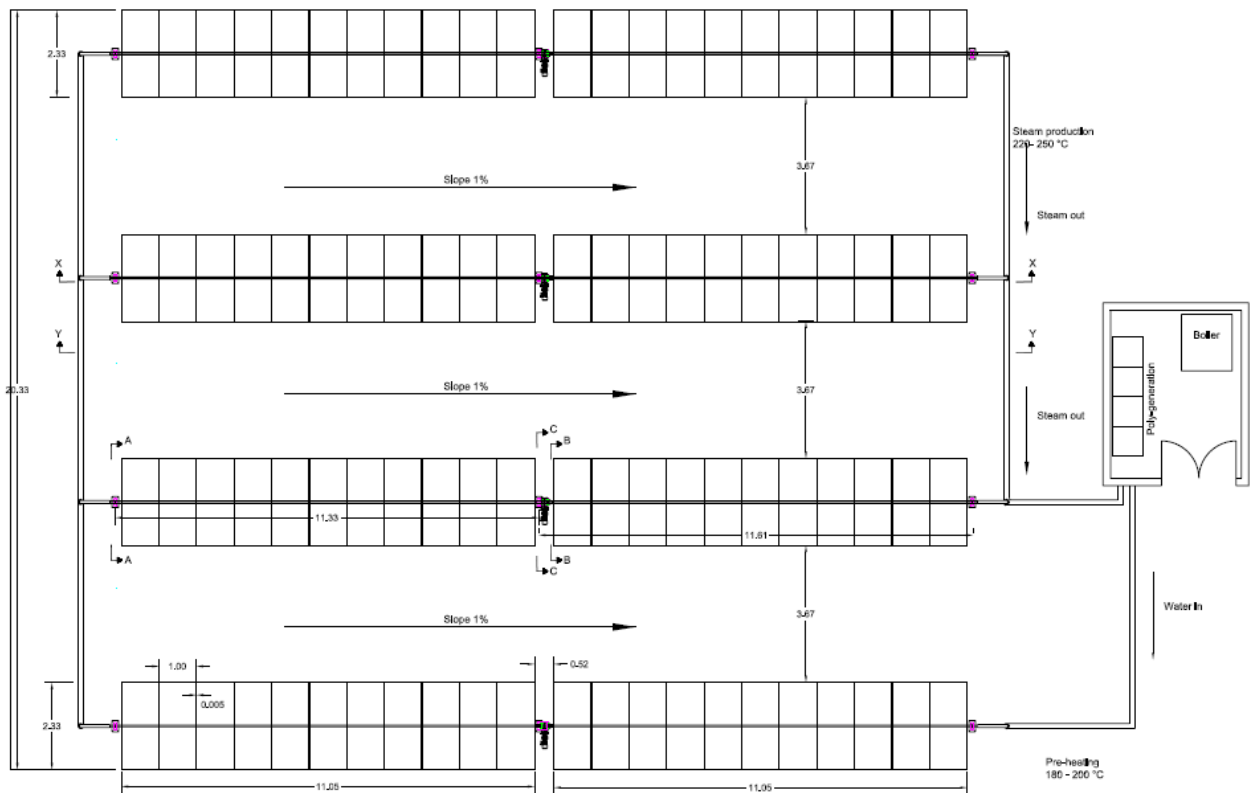 2.33
Steam production
220- 250 °C
3.67
Slope 1%
Steam out
X
X
Y
Y
Boiler
Poly-generation
20.33
3.67
Slope 1%
Steam out
C
A
B
11.33
11.61
A
B
C
3.67
Water In
Slope 1%
1.00
0.52
0.005
2.33
Pre-heating
180 - 200 °C
11.05
11.05